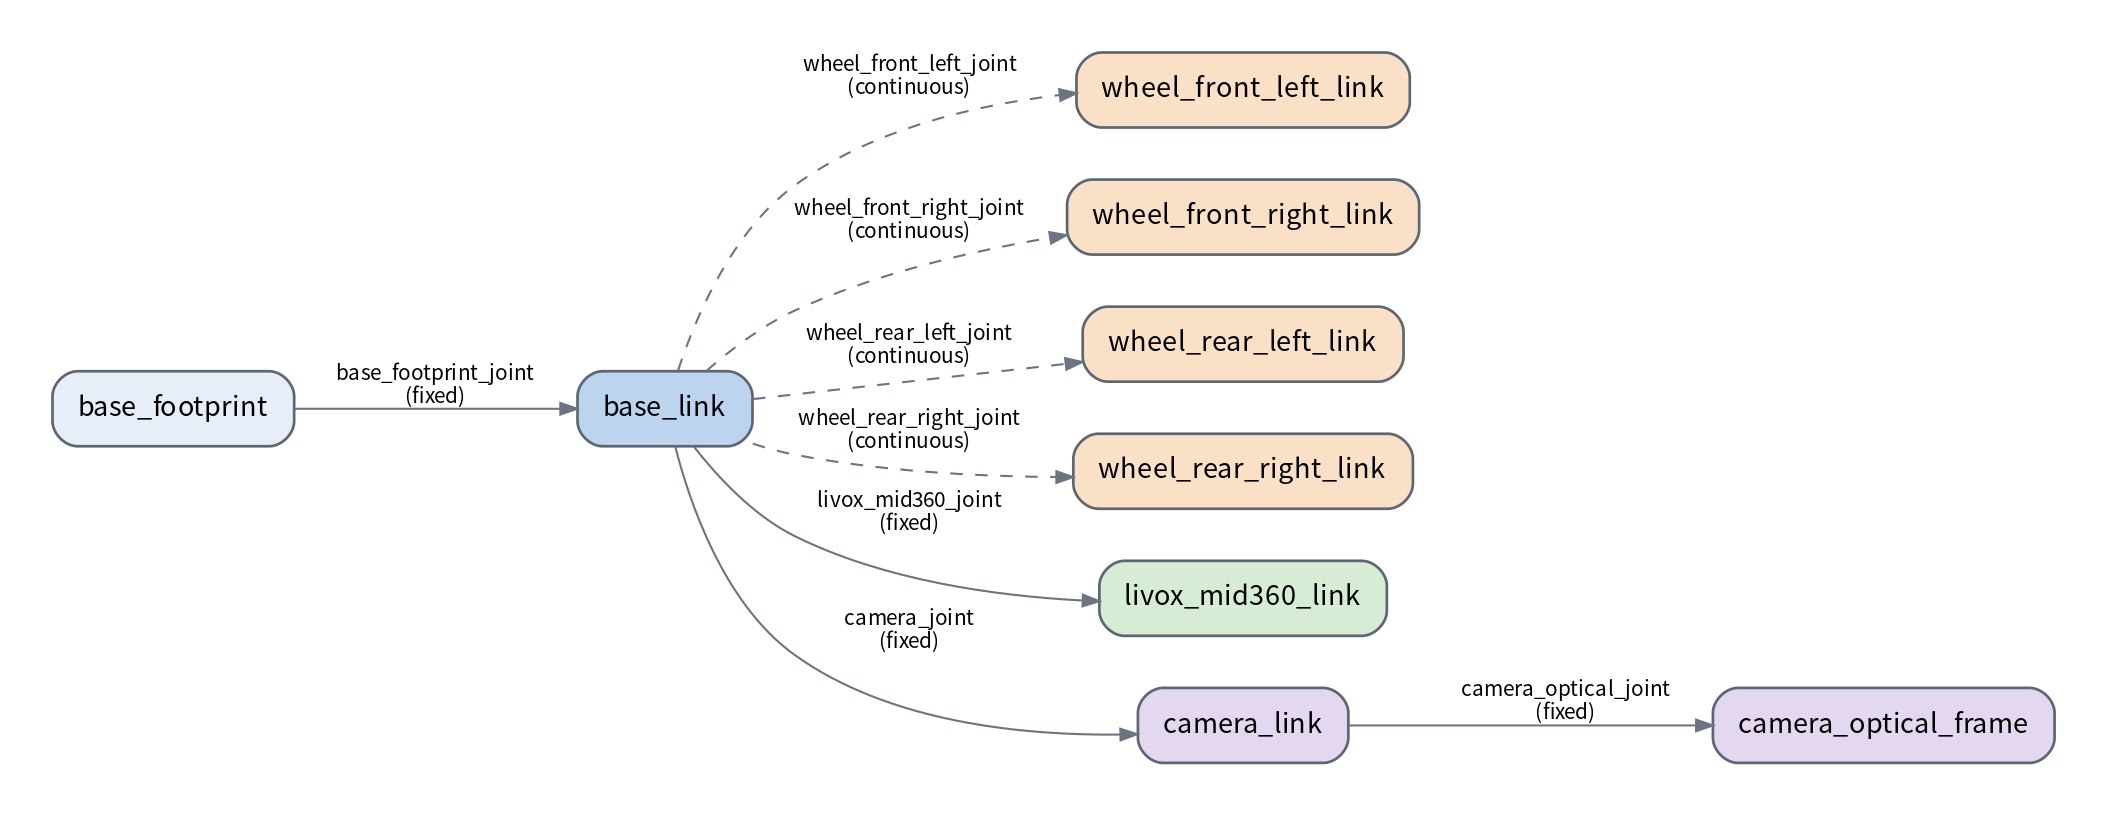 base_footprint
base_footprint_joint
(fixed)
base_link
wheel_front_left_joint
(continuous)
wheel_front_left_link
wheel_front_right_joint
(continuous)
wheel_front_right_link
wheel_rear_left_joint
(continuous)
wheel_rear_left_link
wheel_rear_right_joint
(continuous)
wheel_rear_right_link
livox_mid360_joint
(fixed)
livox_mid360_link
camera_joint
(fixed)
camera_link
camera_optical_joint
(fixed)
camera_optical_frame